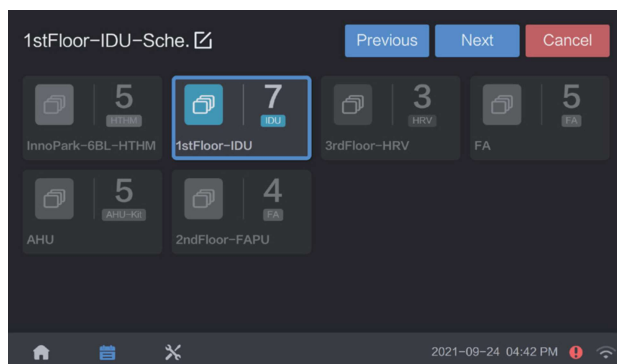 1stFloor-IDU-Sche.
Previous
Next
Cancel
5
HTHM
InnoPark-6BL-HTHM
7
IDU
1stFloor-IDU
3
HRV
3rdFloor-HRV
5
FA
FA
5
AHU-Kit
AHU
4
FA
2ndFloor-FAPU
2021-09-24 04:42 PM